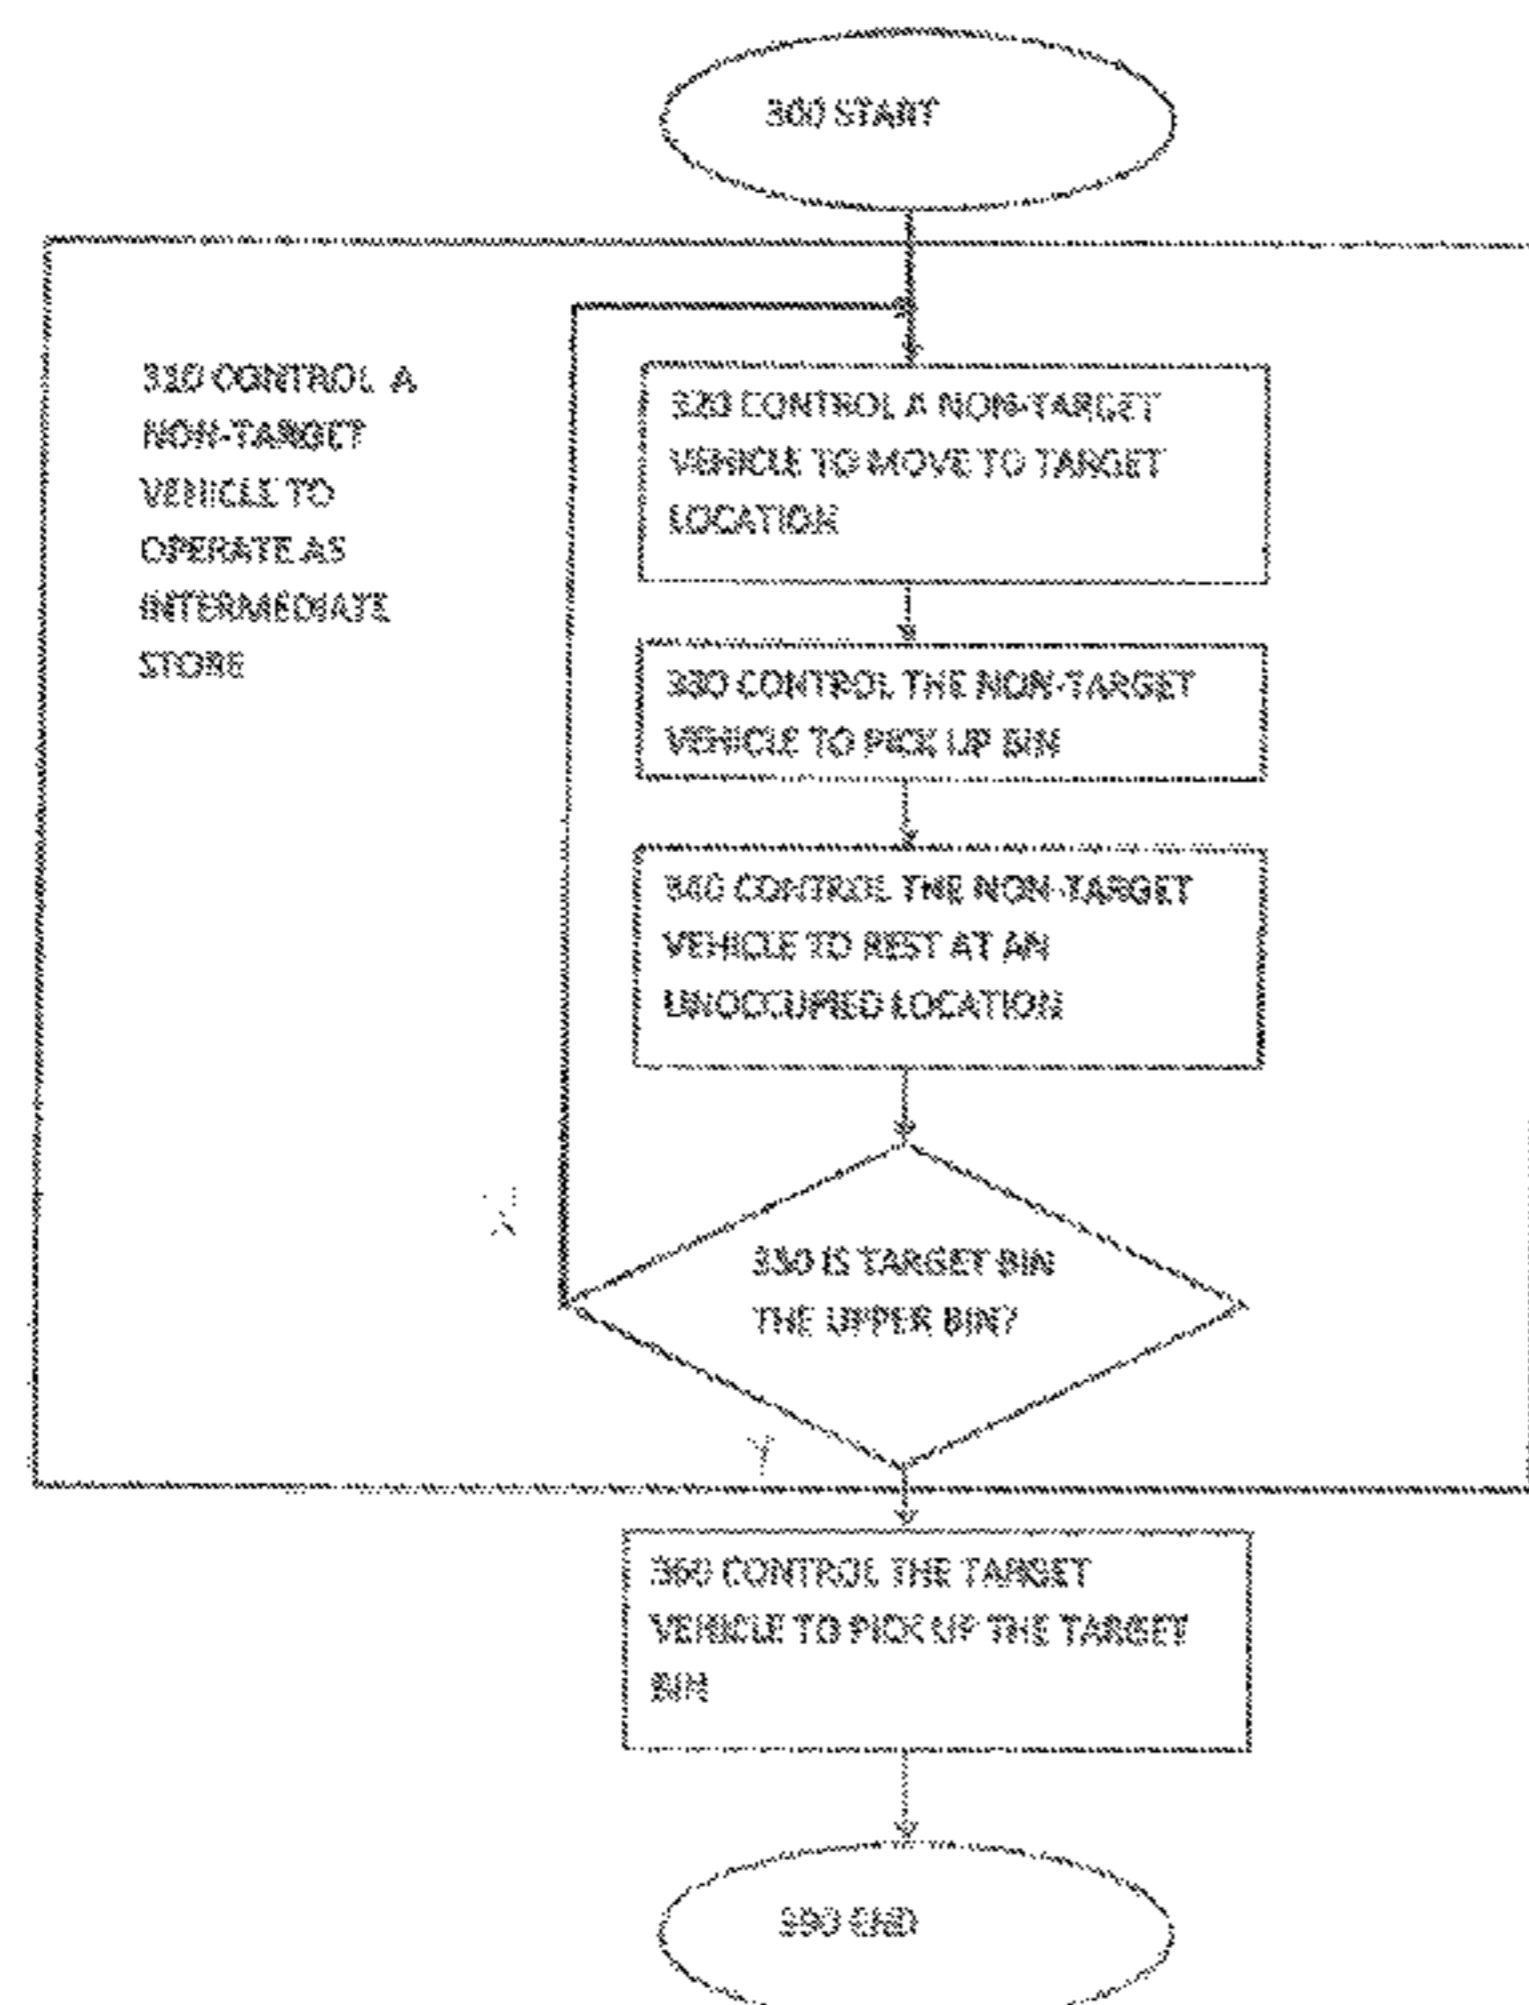 300 START
310 CONTROL A
NON-TARGET
VEHICLE TO
OPERATE AS
INTERMEDIATE
STORE
320 CONTROL A NON-TARGET
VEHICLE TO MOVE TO TARGET
LOCATION
330 CONTROL THE NON-TARGET
VEHICLE TO PICK UP BIN
340 CONTROL THE NON-TARGET
VEHICLE TO REST AT AN
UNOCCUPIED LOCATION
350 IS TARGET BIN
THE UPPER BIN?
Y
360 CONTROL THE TARGET
VEHICLE TO PICK UP THE TARGET
BIN
390 END